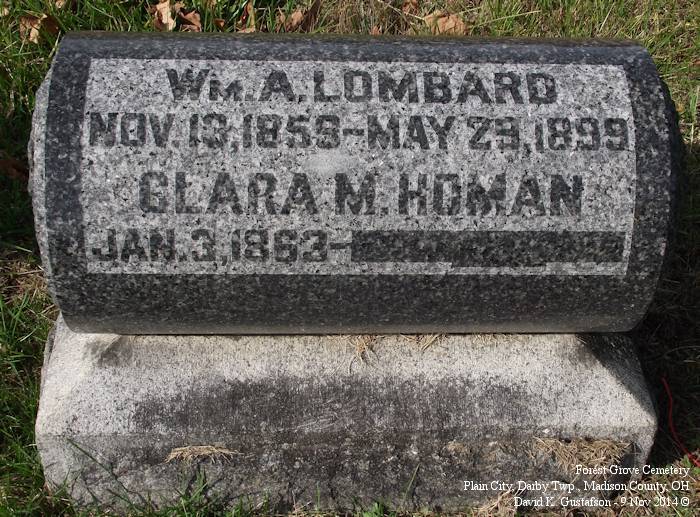 Wm. A. LOMBARD
NOV. 13, 1859-MAY 29, 1899
CLARA M. HOMAN
JAN. 3, 1863-
Forest Grove Cemetery
Plain City, Darby Twp., Madison County, OH
David K. Gustafson - 9 Nov 2014 ©